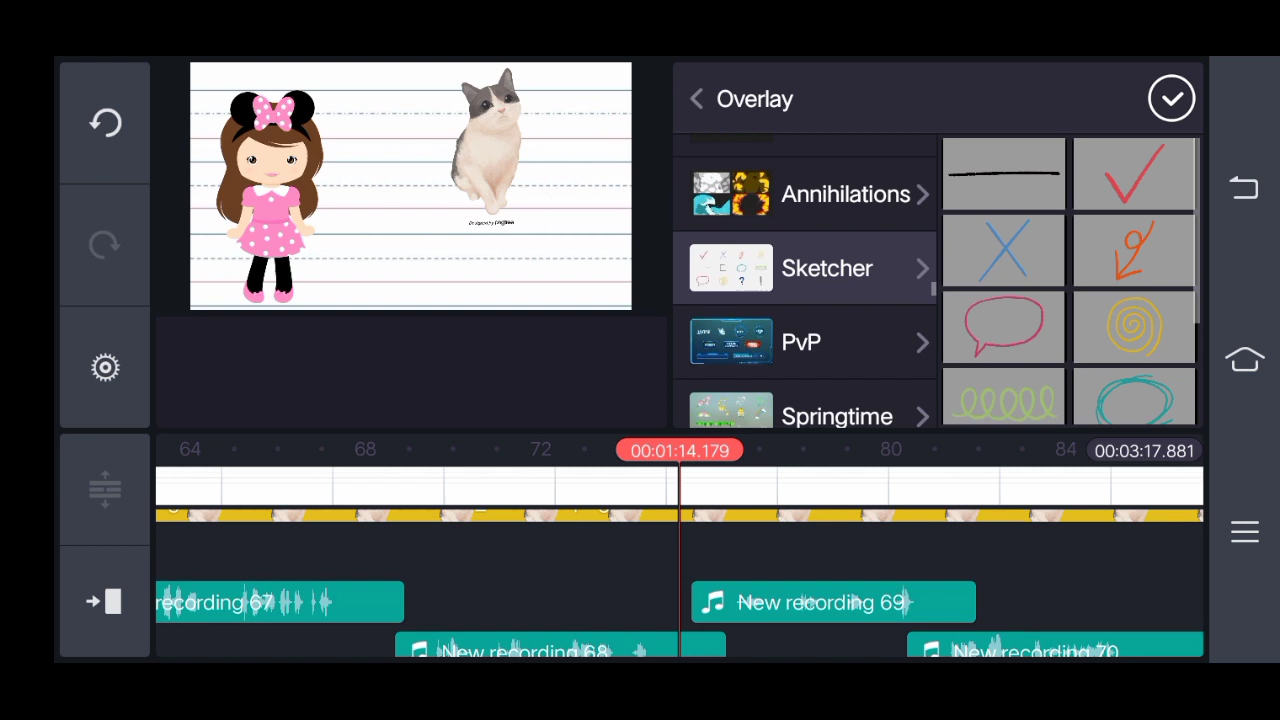 Overlay
Annihilations
Sketcher
PvP
Springtime
64
68
72
00:01:14.179
80
84
00:03:17.881
recording 67
New recording 69
New recording 68
New recording 70